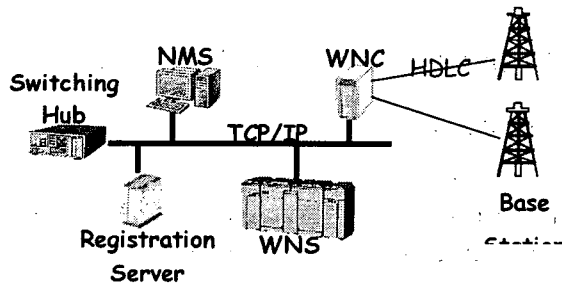 NMS
WNC
HDLC
Switching
Hub
TCP/IP
Registration
Server
WNS
Base